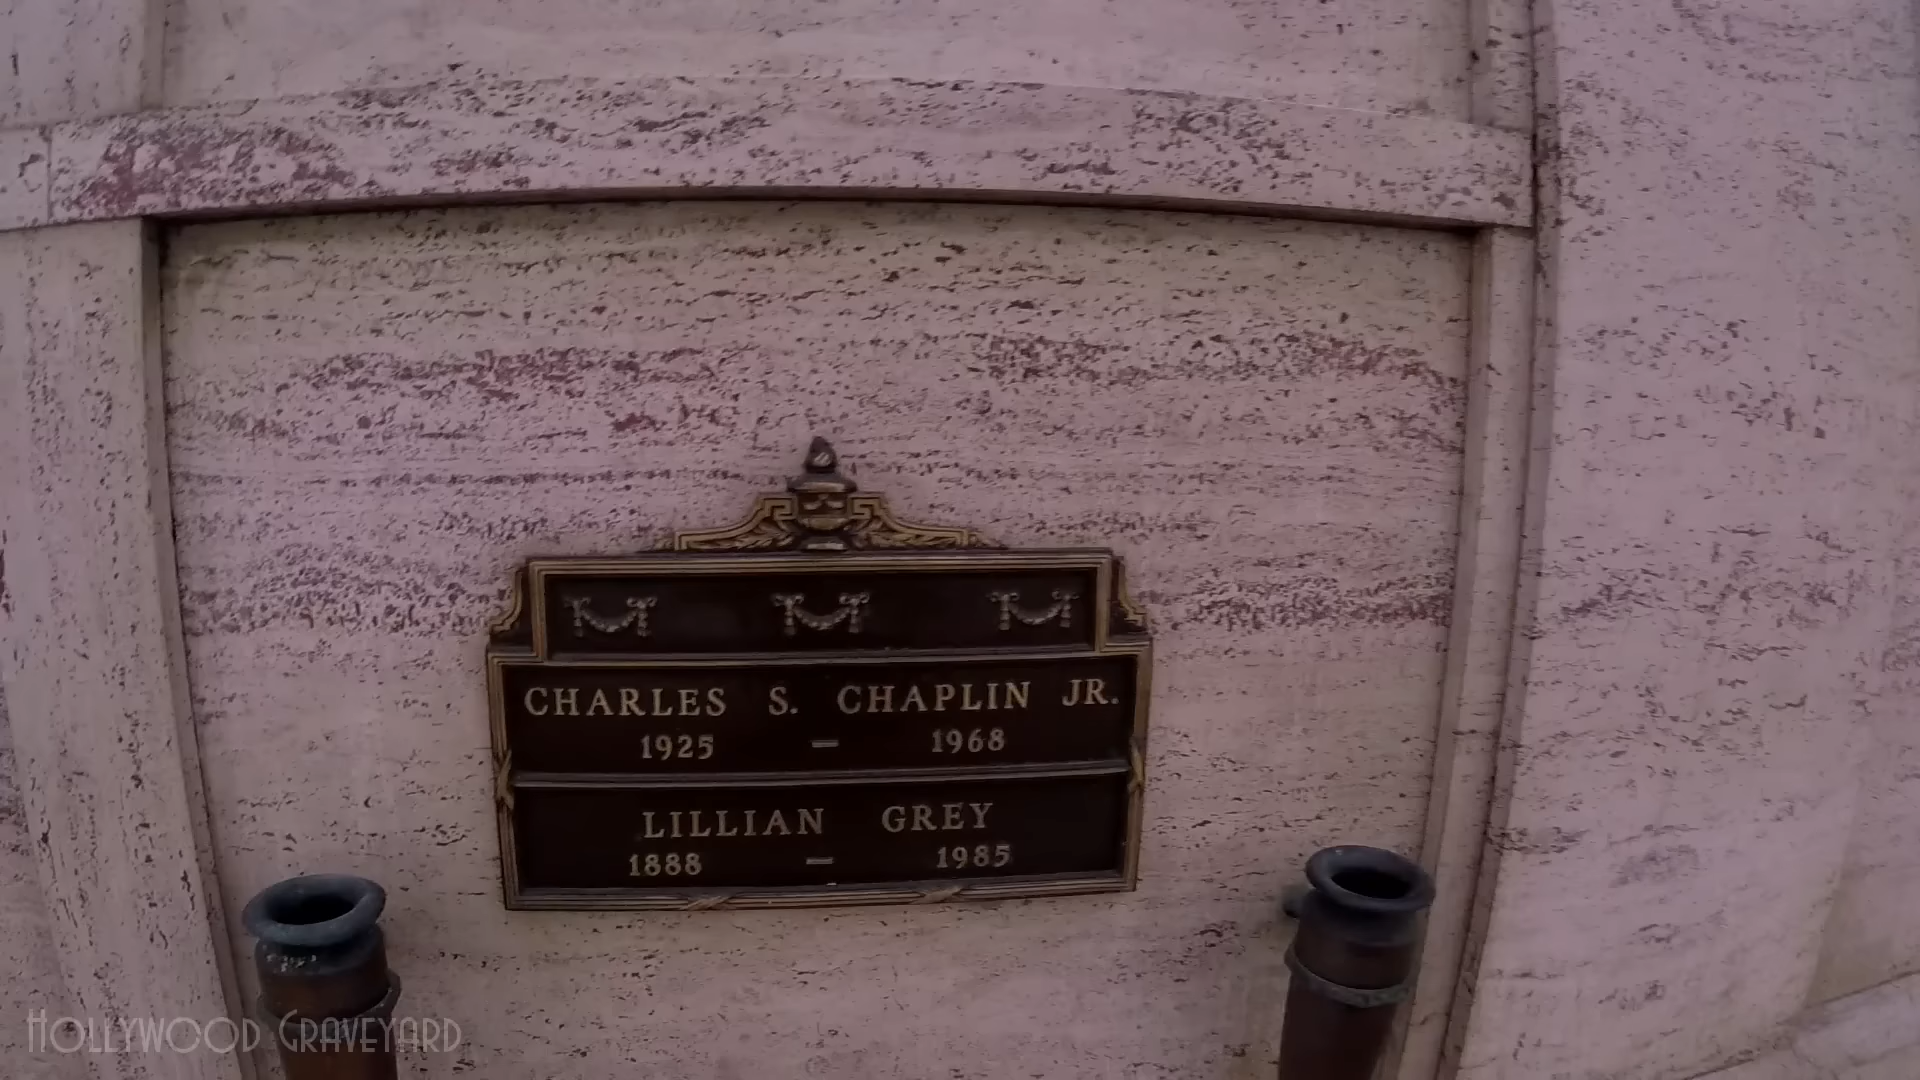 CHARLES S. CHAPLIN JR.
1925 - 1968
LILLIAN GREY
1888 - 1985
HOLLYWOOD GRAVEYARD